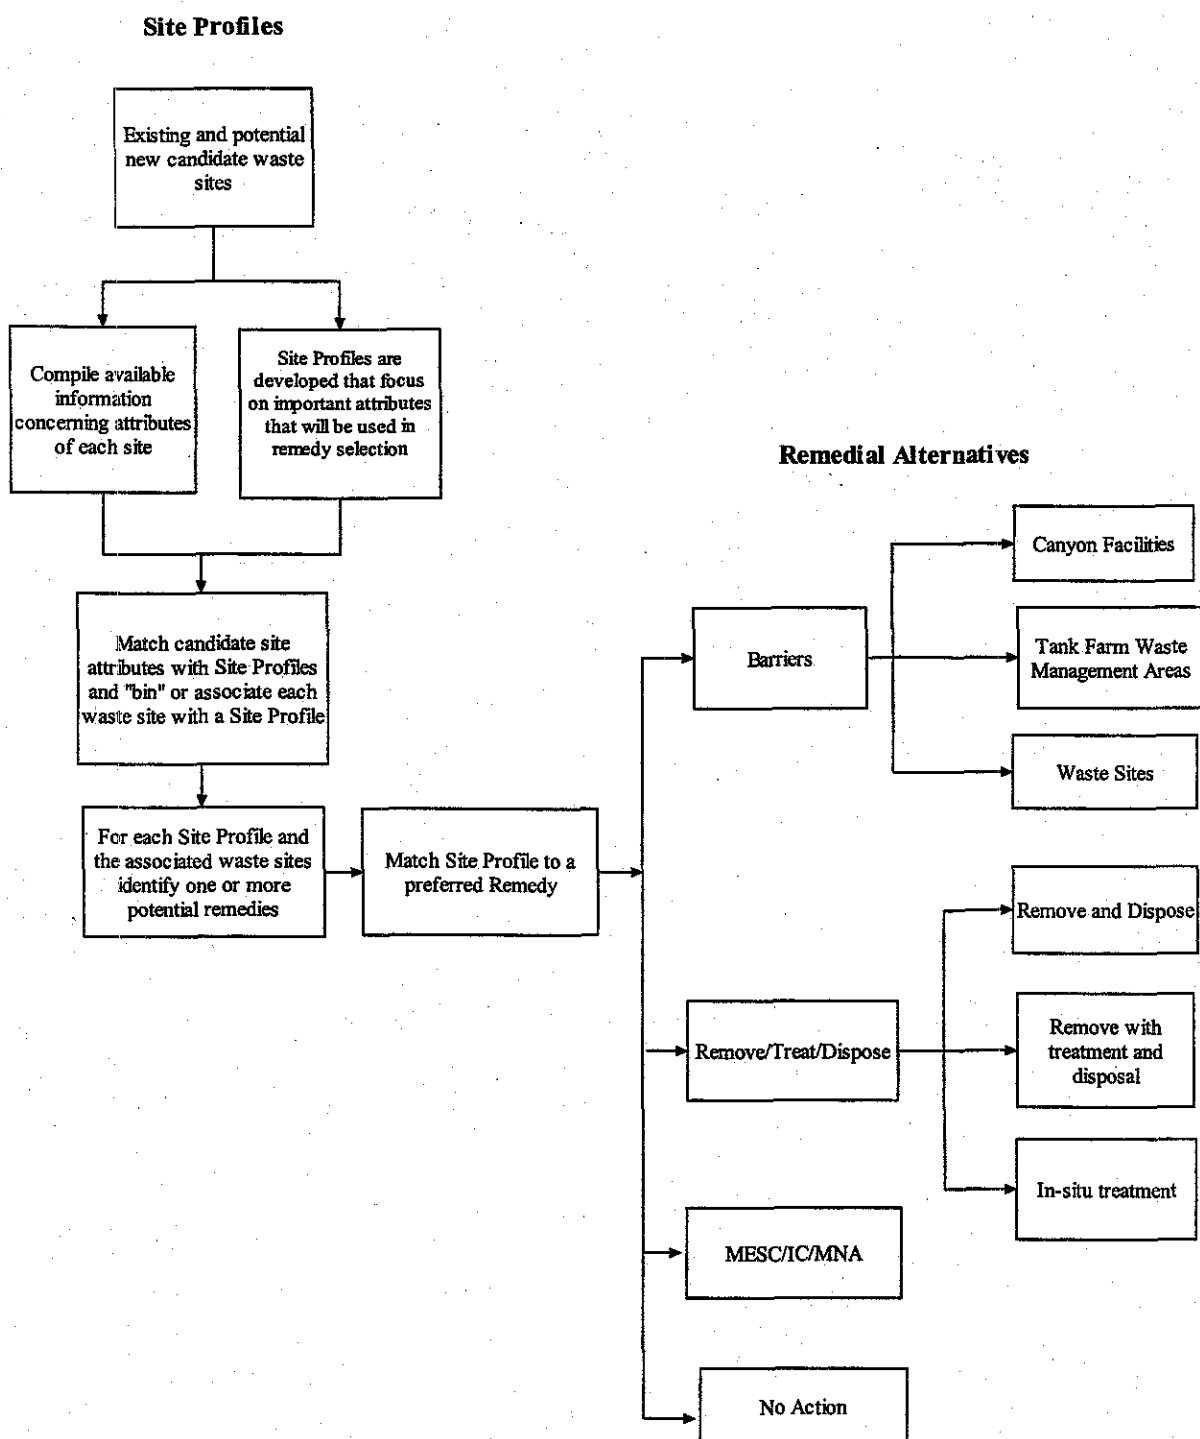 Site Profiles
Existing and potential
new candidate waste
sites
Compile available
information
concerning attributes
of each site
Site Profiles are
developed that focus
on important attributes
that will be used in
remedy selection
Match candidate site
attributes with Site Profiles
and "bin" or associate each
waste site with a Site Profile
For each Site Profile and
the associated waste sites
identify one or more
potential remedies
Match Site Profile to a
preferred Remedy
Remedial Alternatives
Barriers
Canyon Facilities
Tank Farm Waste
Management Areas
Waste Sites
Remove/Treat/Dispose
Remove and Dispose
Remove with
treatment and
disposal
In-situ treatment
MESC/IC/MNA
No Action